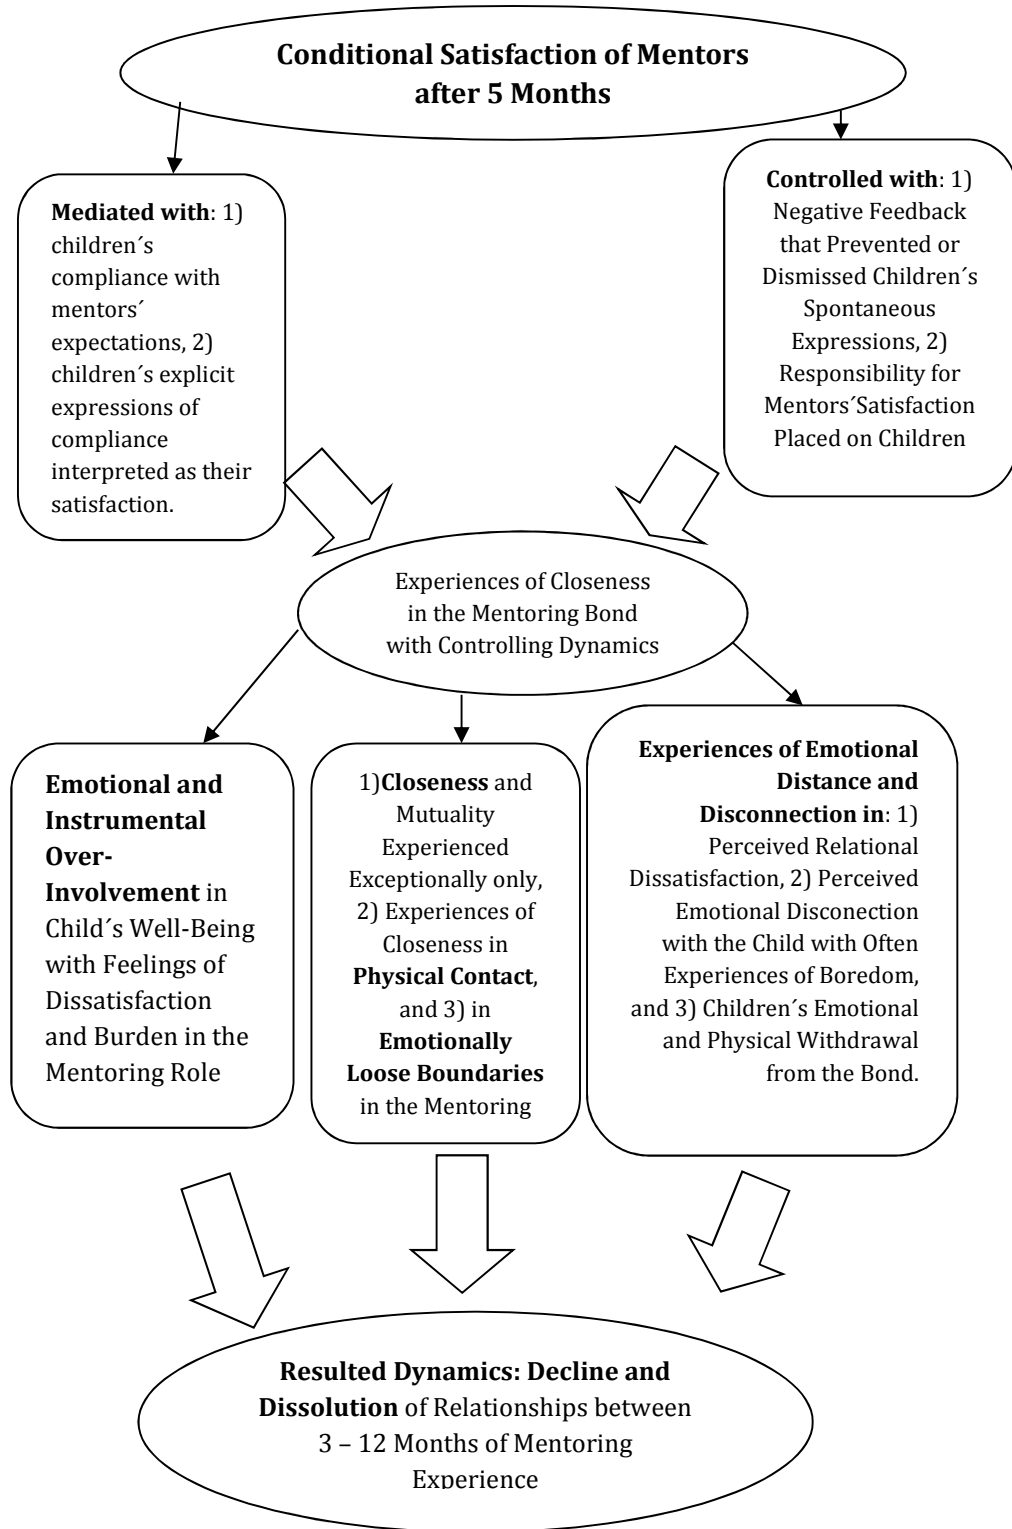 Conditional Satisfaction of Mentors
after 5 Months
Mediated with: 1)
children´s
compliance with
mentors´
expectations, 2)
children´s explicit
expressions of
compliance
interpreted as their
satisfaction.
Controlled with: 1)
Negative Feedback
that Prevented or
Dismissed Children´s
Spontaneous
Expressions, 2)
Responsibility for
Mentors´Satisfaction
Placed on Children
Experiences of Closeness
in the Mentoring Bond
with Controlling Dynamics
Emotional and
Instrumental
Over-
Involvement in
Child´s Well-Being
with Feelings of
Dissatisfaction
and Burden in the
Mentoring Role
1)Closeness and
Mutuality
Experienced
Exceptionally only,
2) Experiences of
Closeness in
Physical Contact,
and 3) in
Emotionally
Loose Boundaries
in the Mentoring
Experiences of Emotional
Distance and
Disconnection in: 1)
Perceived Relational
Dissatisfaction, 2) Perceived
Emotional Disconection
with the Child with Often
Experiences of Boredom,
and 3) Children´s Emotional
and Physical Withdrawal
from the Bond.
Resulted Dynamics: Decline and
Dissolution of Relationships between
3 – 12 Months of Mentoring
Experience